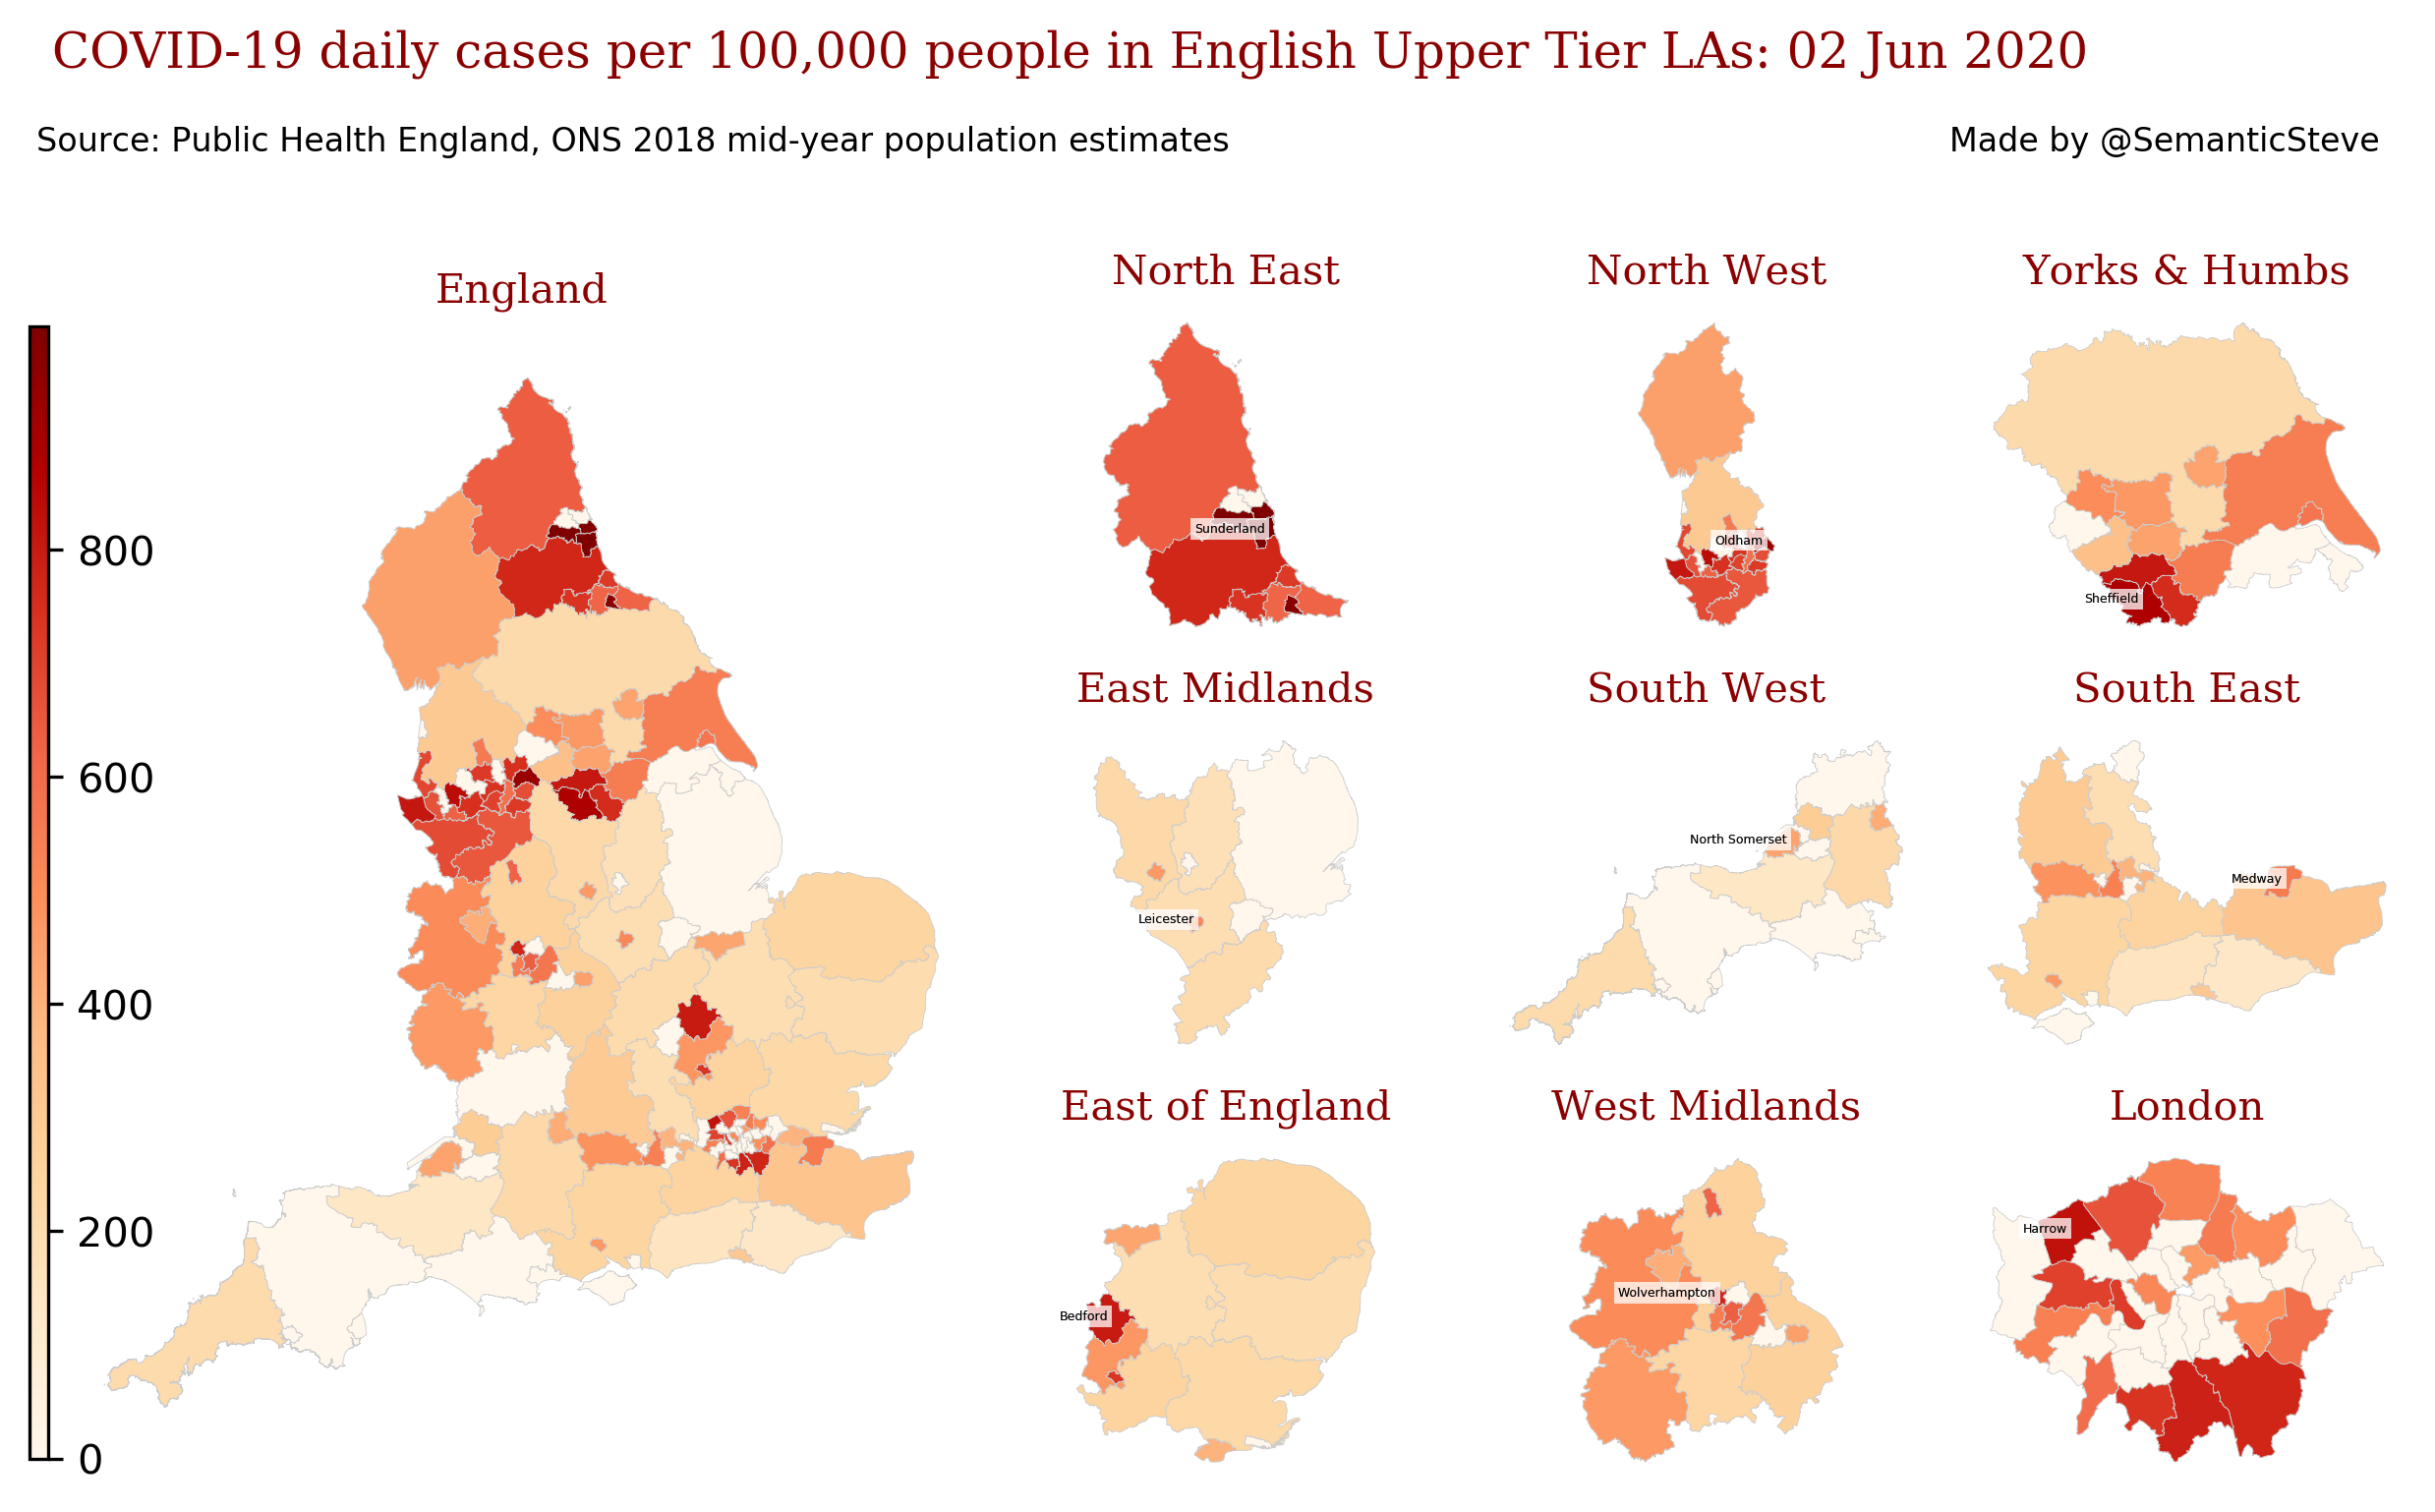 COVID-19 daily cases per 100,000 people in English Upper Tier LAs: 02 Jun 2020
Source: Public Health England, ONS 2018 mid-year population estimates
Made by @SemanticSteve
England
800
600
400
200
0
North East
Sunderland
North West
Oldham
Yorks & Humbs
Sheffield
East Midlands
Leicester
South West
North Somerset
South East
Medway
East of England
Bedford
West Midlands
Wolverhampton
London
Harrow